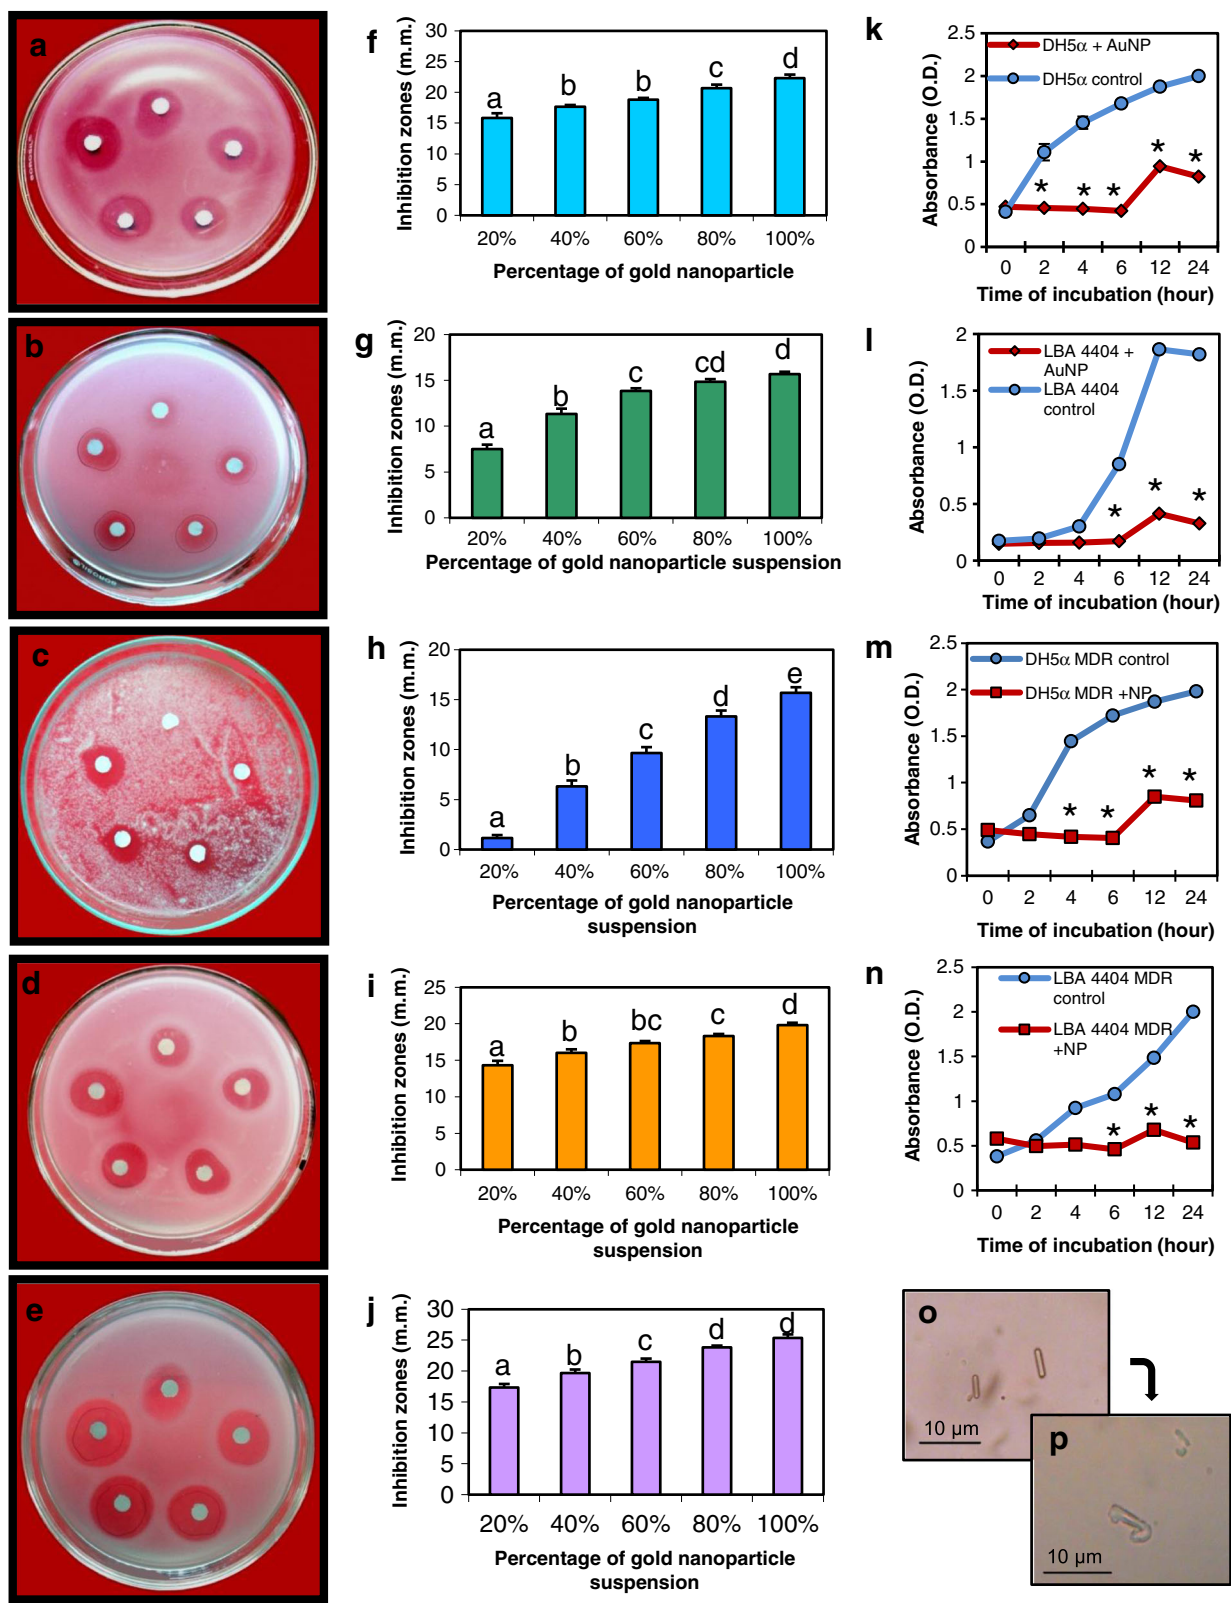 a
b
c
d
e
f
Inhibition zones (m.m.)
30
25
20
15
10
5
0
a
b
b
c
d
20% 40% 60% 80% 100%
Percentage of gold nanoparticle
g
Inhibition zones (m.m.)
20
15
10
5
0
a
b
c
cd
d
20% 40% 60% 80% 100%
Percentage of gold nanoparticle suspension
h
Inhibition zones (m.m.)
20
15
10
5
0
a
b
c
d
e
20% 40% 60% 80% 100%
Percentage of gold nanoparticle
suspension
i
Inhibition zones (m.m.)
25
20
15
10
5
0
a
b
bc
c
d
20% 40% 60% 80% 100%
Percentage of gold nanoparticle
suspension
j
Inhibition zones (m.m.)
30
25
20
15
10
5
0
a
b
c
d
d
20% 40% 60% 80% 100%
Percentage of gold nanoparticle
suspension
k
Absorbance (O.D.)
2.5
2
1.5
1
0.5
0
DH5α + AuNP
DH5α control
* * * * *
0 2 4 6 12 24
Time of incubation (hour)
l
Absorbance (O.D.)
2
1.5
1
0.5
0
LBA 4404 +
AuNP
LBA 4404
control
* * *
0 2 4 6 12 24
Time of incubation (hour)
m
Absorbance (O.D.)
2.5
2
1.5
1
0.5
0
DH5α MDR control
DH5α MDR +NP
* * * *
0 2 4 6 12 24
Time of incubation (hour)
n
Absorbance (O.D.)
2.5
2
1.5
1
0.5
0
LBA 4404 MDR
control
LBA 4404 MDR
+NP
* * *
0 2 4 6 12 24
Time of incubation (hour)
o
10 µm
p
10 µm